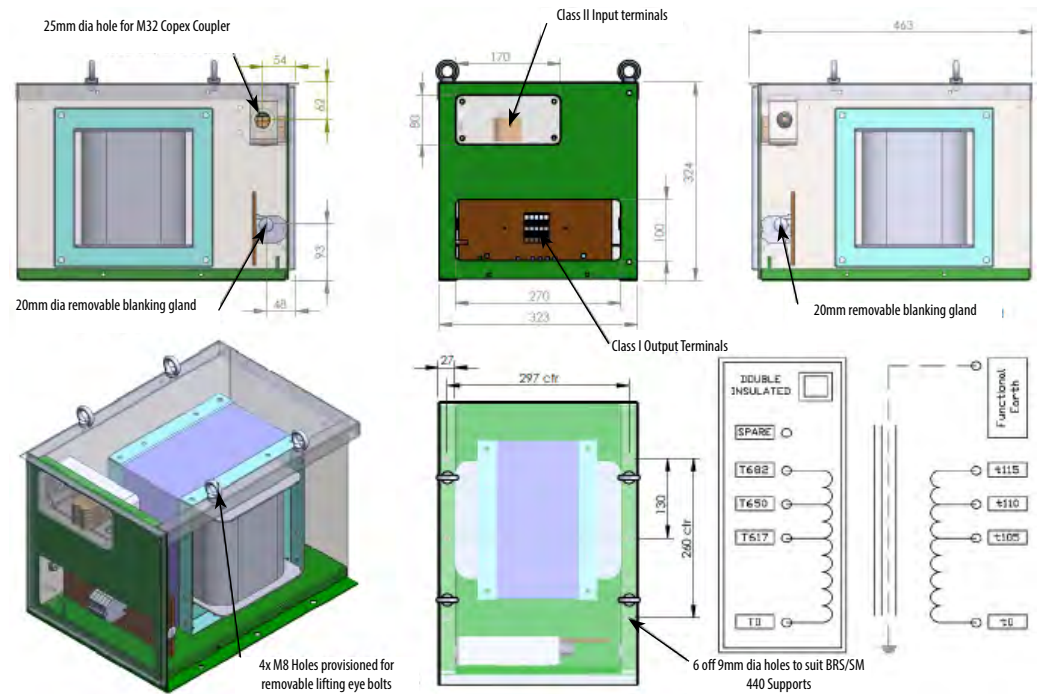 25mm dia hole for M32 Copex Coupler
54
62
93
48
20mm dia removable blanking gland
Class II Input terminals
170
80
324
100
270
323
Class I Output Terminals
463
20mm removable blanking gland
4x M8 Holes provisioned for
removable lifting eye bolts
27
297 ctr
130
260 ctr
6 off 9mm dia holes to suit BRS/SM
440 Supports
DOUBLE
INSULATED
SPARE
T682
T650
T617
T0
Functional
Earth
t115
t110
t105
t0